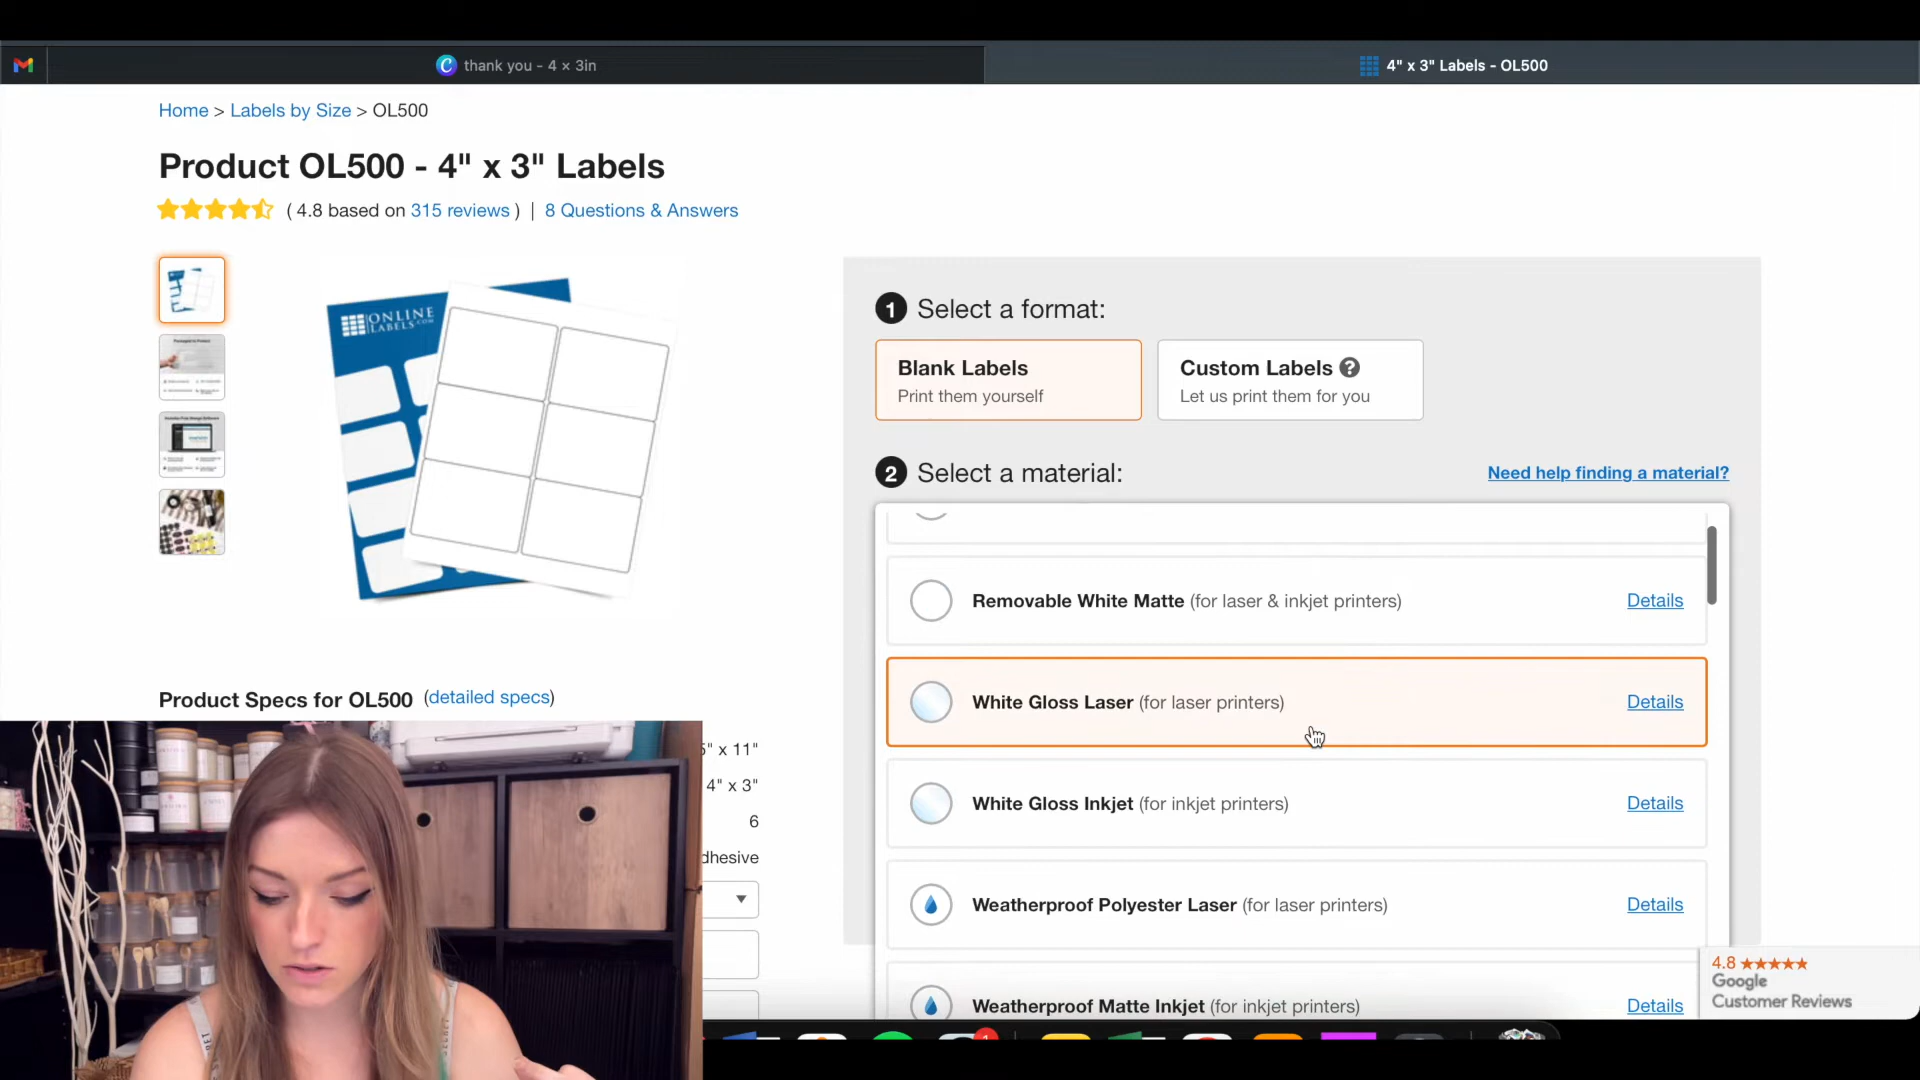 thank you - 4 × 3in
4" x 3" Labels - OL500
Home > Labels by Size > OL500
Product OL500 - 4" x 3" Labels
( 4.8 based on 315 reviews ) | 8 Questions & Answers
ONLINE
LABELS.COM
1 Select a format:
Blank Labels
Print them yourself
Custom Labels ?
Let us print them for you
2 Select a material:
Need help finding a material?
Removable White Matte (for laser & inkjet printers)
Details
White Gloss Laser (for laser printers)
Details
White Gloss Inkjet (for inkjet printers)
Details
Weatherproof Polyester Laser (for laser printers)
Details
Weatherproof Matte Inkjet (for inkjet printers)
Details
Product Specs for OL500 (detailed specs)
" x 11"
4" x 3"
6
dhesive
4.8
Google
Customer Reviews